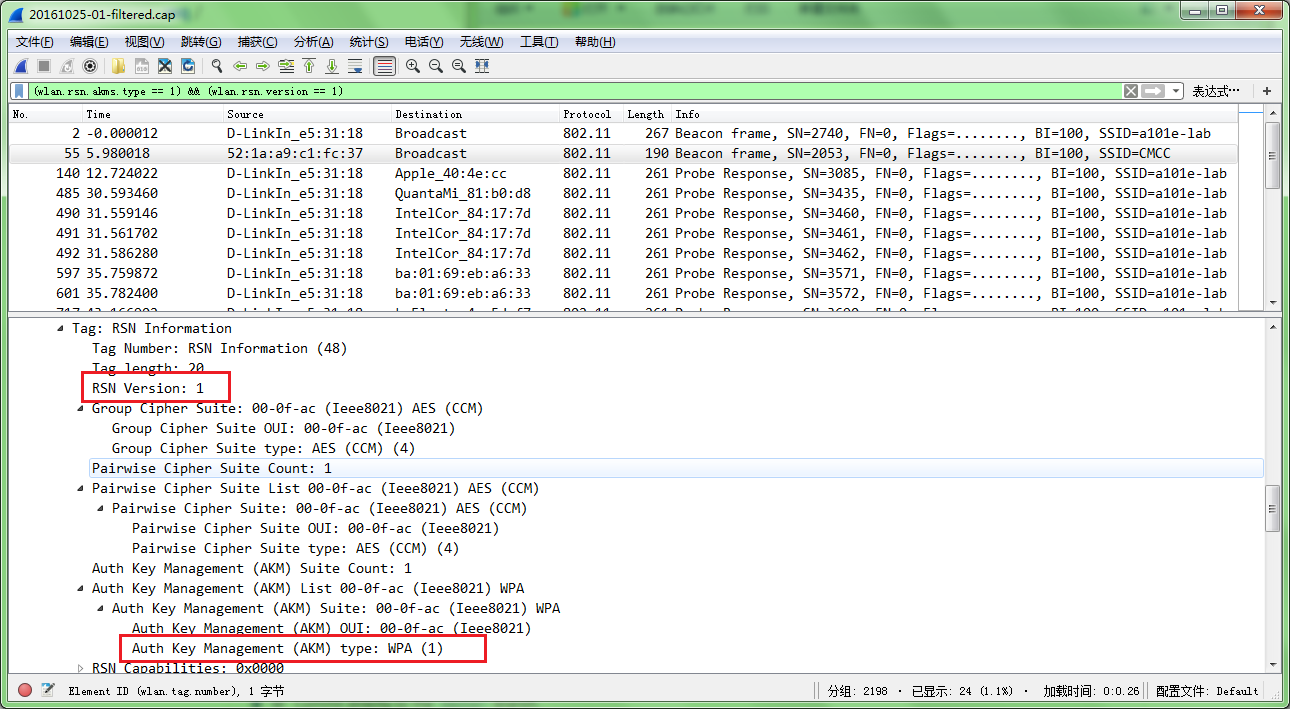 20161025-01-filtered.cap
文件(F) 编辑(E) 视图(V) 跳转(G) 捕获(C) 分析(A) 统计(S) 电话(Y) 无线(W) 工具(T) 帮助(H)
(wlan.rsn.akms.type == 1) && (wlan.rsn.version == 1) 表达式… +
No. Time Source Destination Protocol Length Info
2 -0.000012 D-LinkIn_e5:31:18 Broadcast 802.11 267 Beacon frame, SN=2740, FN=0, Flags=........, BI=100, SSID=a101e-lab
55 5.980018 52:1a:a9:c1:fc:37 Broadcast 802.11 190 Beacon frame, SN=2053, FN=0, Flags=........, BI=100, SSID=CMCC
140 12.724022 D-LinkIn_e5:31:18 Apple_40:4e:cc 802.11 261 Probe Response, SN=3085, FN=0, Flags=........, BI=100, SSID=a101e-lab
485 30.593460 D-LinkIn_e5:31:18 QuantaMi_81:b0:d8 802.11 261 Probe Response, SN=3435, FN=0, Flags=........, BI=100, SSID=a101e-lab
490 31.559146 D-LinkIn_e5:31:18 IntelCor_84:17:7d 802.11 261 Probe Response, SN=3460, FN=0, Flags=........, BI=100, SSID=a101e-lab
491 31.561702 D-LinkIn_e5:31:18 IntelCor_84:17:7d 802.11 261 Probe Response, SN=3461, FN=0, Flags=........, BI=100, SSID=a101e-lab
492 31.586280 D-LinkIn_e5:31:18 IntelCor_84:17:7d 802.11 261 Probe Response, SN=3462, FN=0, Flags=........, BI=100, SSID=a101e-lab
597 35.759872 D-LinkIn_e5:31:18 ba:01:69:eb:a6:33 802.11 261 Probe Response, SN=3571, FN=0, Flags=........, BI=100, SSID=a101e-lab
601 35.782400 D-LinkIn_e5:31:18 ba:01:69:eb:a6:33 802.11 261 Probe Response, SN=3572, FN=0, Flags=........, BI=100, SSID=a101e-lab
Tag: RSN Information
Tag Number: RSN Information (48)
Tag length: 20
RSN Version: 1
Group Cipher Suite: 00-0f-ac (Ieee8021) AES (CCM)
Group Cipher Suite OUI: 00-0f-ac (Ieee8021)
Group Cipher Suite type: AES (CCM) (4)
Pairwise Cipher Suite Count: 1
Pairwise Cipher Suite List 00-0f-ac (Ieee8021) AES (CCM)
Pairwise Cipher Suite: 00-0f-ac (Ieee8021) AES (CCM)
Pairwise Cipher Suite OUI: 00-0f-ac (Ieee8021)
Pairwise Cipher Suite type: AES (CCM) (4)
Auth Key Management (AKM) Suite Count: 1
Auth Key Management (AKM) List 00-0f-ac (Ieee8021) WPA
Auth Key Management (AKM) Suite: 00-0f-ac (Ieee8021) WPA
Auth Key Management (AKM) OUI: 00-0f-ac (Ieee8021)
Auth Key Management (AKM) type: WPA (1)
RSN Capabilities: 0x0000
Element ID (wlan.tag.number), 1 字节 分组: 2198 · 已显示: 24 (1.1%) · 加载时间: 0:0.26 配置文件: Default